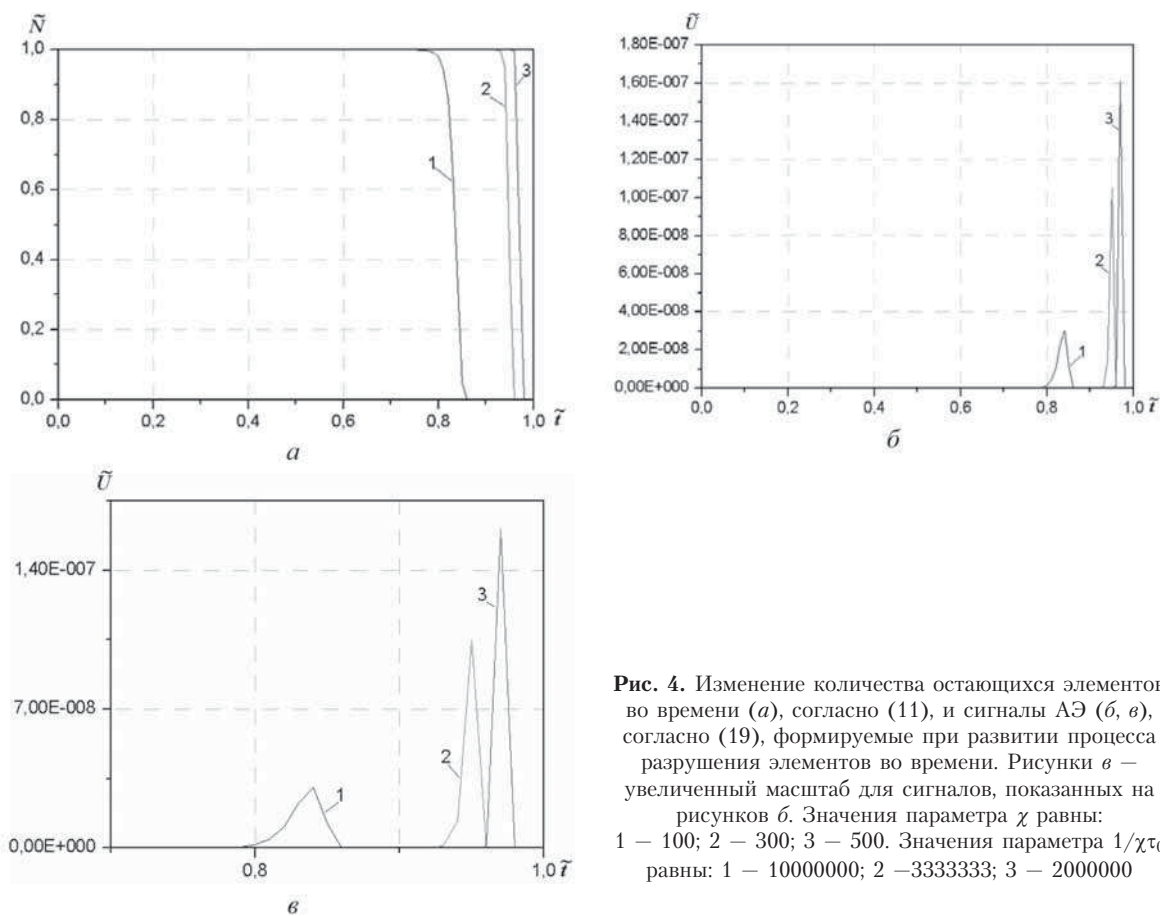 Ñ
1,0
0,8
0,6
0,4
0,2
0,0
0,0 0,2 0,4 0,6 0,8 1,0 t̃
1
2
3
а
Ũ
1,80E-007
1,60E-007
1,40E-007
1,20E-007
1,00E-007
8,00E-008
6,00E-008
4,00E-008
2,00E-008
0,00E+000
0,0 0,2 0,4 0,6 0,8 1,0 t̃
1
2
3
б
Ũ
1,40E-007
7,00E-008
0,00E+000
0,8 1,0 t̃
1
2
3
в
Рис. 4. Изменение количества остающихся элементов
во времени (а), согласно (11), и сигналы АЭ (б, в),
согласно (19), формируемые при развитии процесса
разрушения элементов во времени. Рисунки в —
увеличенный масштаб для сигналов, показанных на
рисунков б. Значения параметра χ равны:
1 — 100; 2 — 300; 3 — 500. Значения параметра 1/χτ₀
равны: 1 — 10000000; 2 —3333333; 3 — 2000000